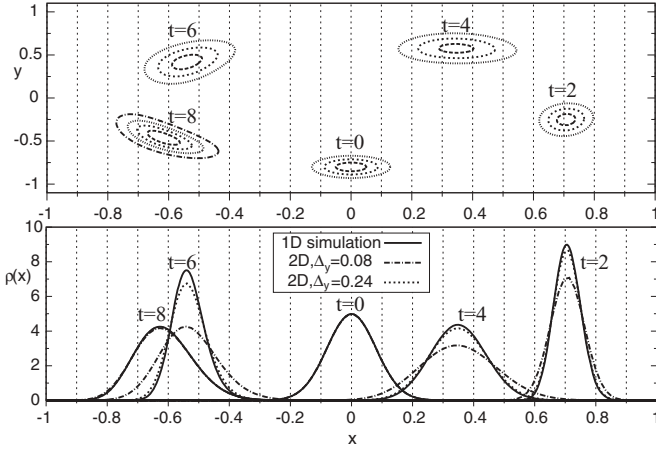 1
0.5
y
0
-0.5
-1
t=6
t=4
t=2
t=8
t=0
-1 -0.8 -0.6 -0.4 -0.2 0 0.2 0.4 0.6 0.8 1
10
8
ρ(x)
6
4
2
0
1D simulation
2D,Δy=0.08
2D,Δy=0.24
t=6
t=2
t=8
t=0
t=4
-1 -0.8 -0.6 -0.4 -0.2 0 0.2 0.4 0.6 0.8 1
x